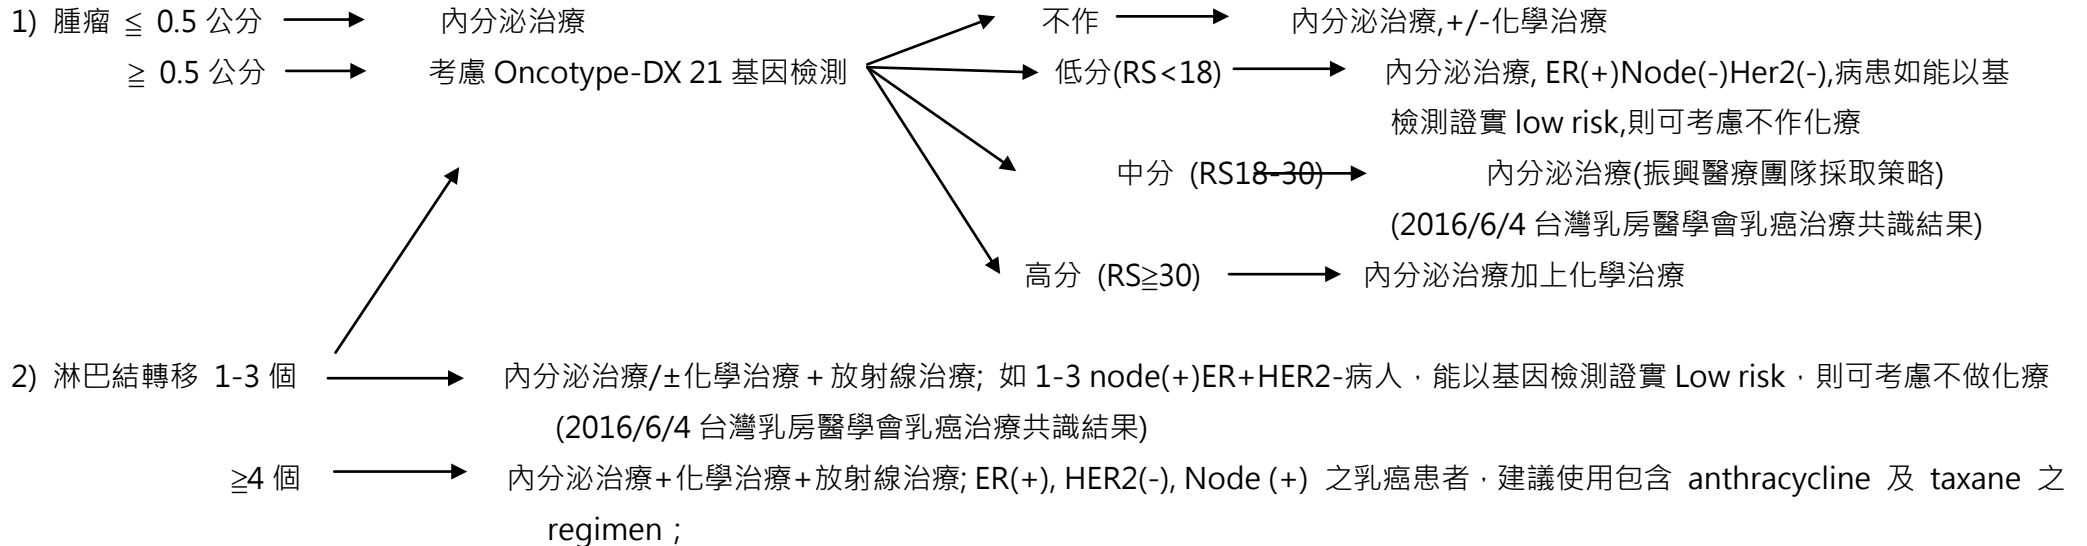 1) 腫瘤 ≦ 0.5 公分 內分泌治療 不作 內分泌治療,+/-化學治療
≧ 0.5 公分 考慮 Oncotype-DX 21 基因檢測 低分(RS<18) 內分泌治療, ER(+)Node(-)Her2(-),病患如能以基
檢測證實 low risk,則可考慮不作化療
中分 (RS18-30) 內分泌治療(振興醫療團隊採取策略)
(2016/6/4 台灣乳房醫學會乳癌治療共識結果)
高分 (RS≧30) 內分泌治療加上化學治療
2) 淋巴結轉移 1-3 個 內分泌治療/±化學治療 + 放射線治療; 如 1-3 node(+)ER+HER2-病人，能以基因檢測證實 Low risk，則可考慮不做化療
(2016/6/4 台灣乳房醫學會乳癌治療共識結果)
≧4 個 內分泌治療+化學治療+放射線治療; ER(+), HER2(-), Node (+) 之乳癌患者，建議使用包含 anthracycline 及 taxane 之
regimen；